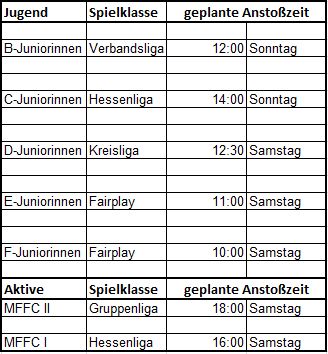 Jugend Spielklasse geplante Anstoßzeit
B-Juniorinnen Verbandsliga 12:00 Sonntag
C-Juniorinnen Hessenliga 14:00 Sonntag
D-Juniorinnen Kreisliga 12:30 Samstag
E-Juniorinnen Fairplay 11:00 Samstag
F-Juniorinnen Fairplay 10:00 Samstag
Aktive Spielklasse geplante Anstoßzeit
MFFC II Gruppenliga 18:00 Samstag
MFFC I Hessenliga 16:00 Samstag